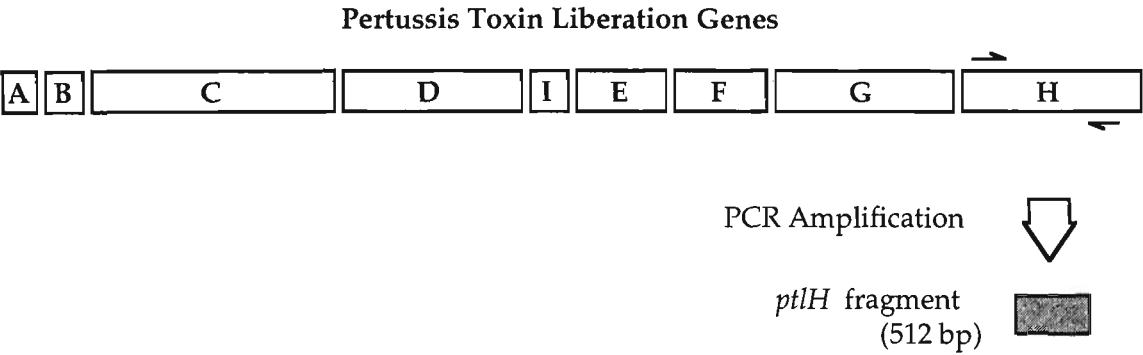 Pertussis Toxin Liberation Genes
A B C D I E F G H
PCR Amplification
ptlH fragment
(512 bp)